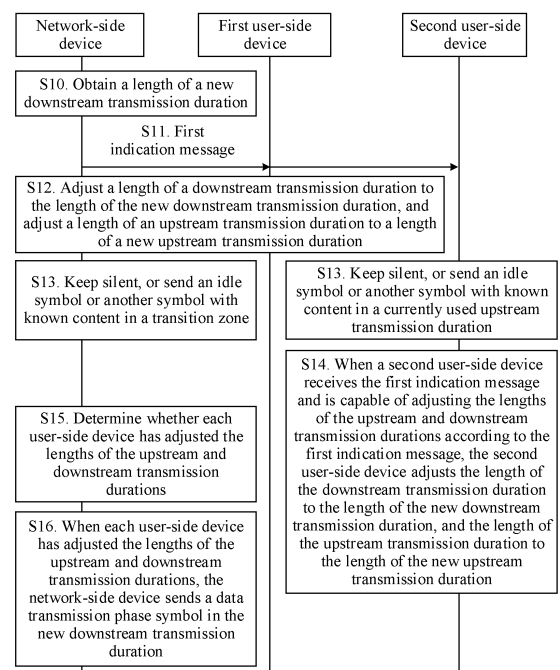 Network-side
device
First user-side
device
Second user-side
device
S10. Obtain a length of a new
downstream transmission duration
S11. First
indication message
S12. Adjust a length of a downstream transmission duration to
the length of the new downstream transmission duration, and
adjust a length of an upstream transmission duration to a length
of a new upstream transmission duration
S13. Keep silent, or send an idle
symbol or another symbol with
known content in a transition zone
S13. Keep silent, or send an idle
symbol or another symbol with known
content in a currently used upstream
transmission duration
S14. When a second user-side device
receives the first indication message
and is capable of adjusting the lengths
of the upstream and downstream
transmission durations according to the
first indication message, the second
user-side device adjusts the length of
the downstream transmission duration
to the length of the new downstream
transmission duration, and the length of
the upstream transmission duration to
the length of the new upstream
transmission duration
S15. Determine whether each
user-side device has adjusted the
lengths of the upstream and
downstream transmission
durations
S16. When each user-side device
has adjusted the lengths of the
upstream and downstream
transmission durations, the
network-side device sends a data
transmission phase symbol in the
new downstream transmission
duration